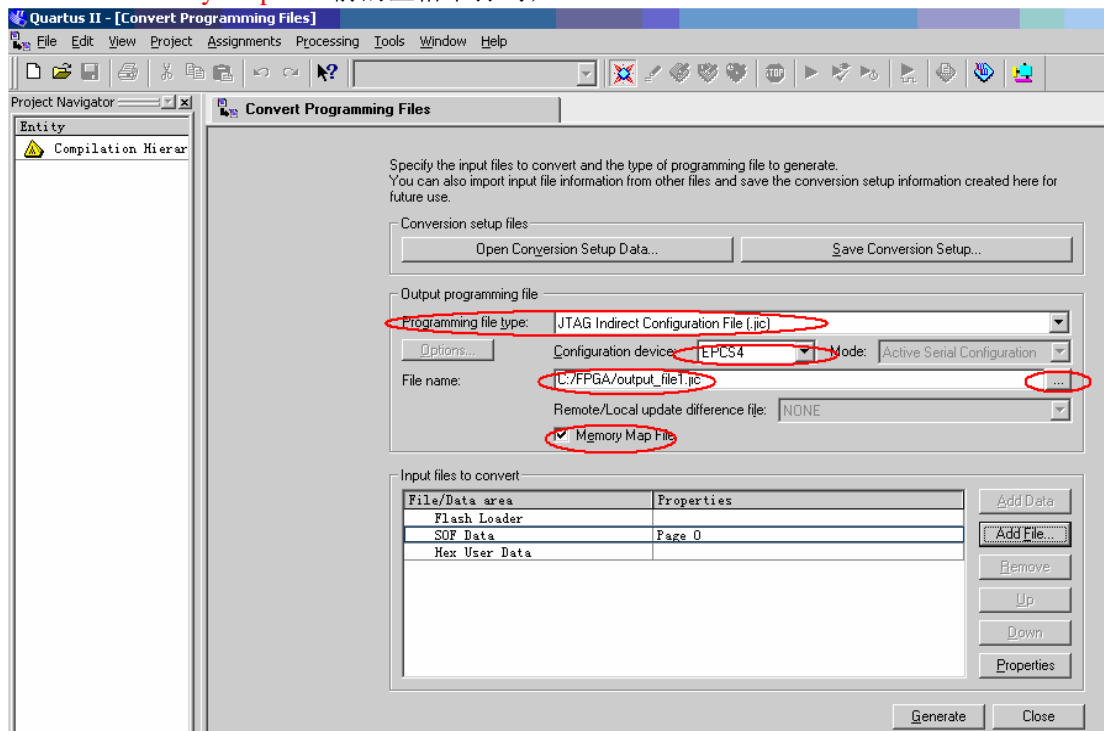 Quartus II - [Convert Programming Files]
File Edit View Project Assignments Processing Tools Window Help
Project Navigator
Convert Programming Files
Entity
Compilation Hierar
Specify the input files to convert and the type of programming file to generate.
You can also import input file information from other files and save the conversion setup information created here for
future use.
Conversion setup files
Open Conversion Setup Data... Save Conversion Setup...
Output programming file
Programming file type: JTAG Indirect Configuration File (.jic)
Options... Configuration device: EPCS4 Mode: Active Serial Configuration
File name: C:/FPGA/output_file1.jic ...
Remote/Local update difference file: NONE
Memory Map File
Input files to convert
File/Data area Properties Add Data
Flash Loader
SOF Data Page 0 Add File...
Hex User Data
Remove
Up
Down
Properties
Generate Close